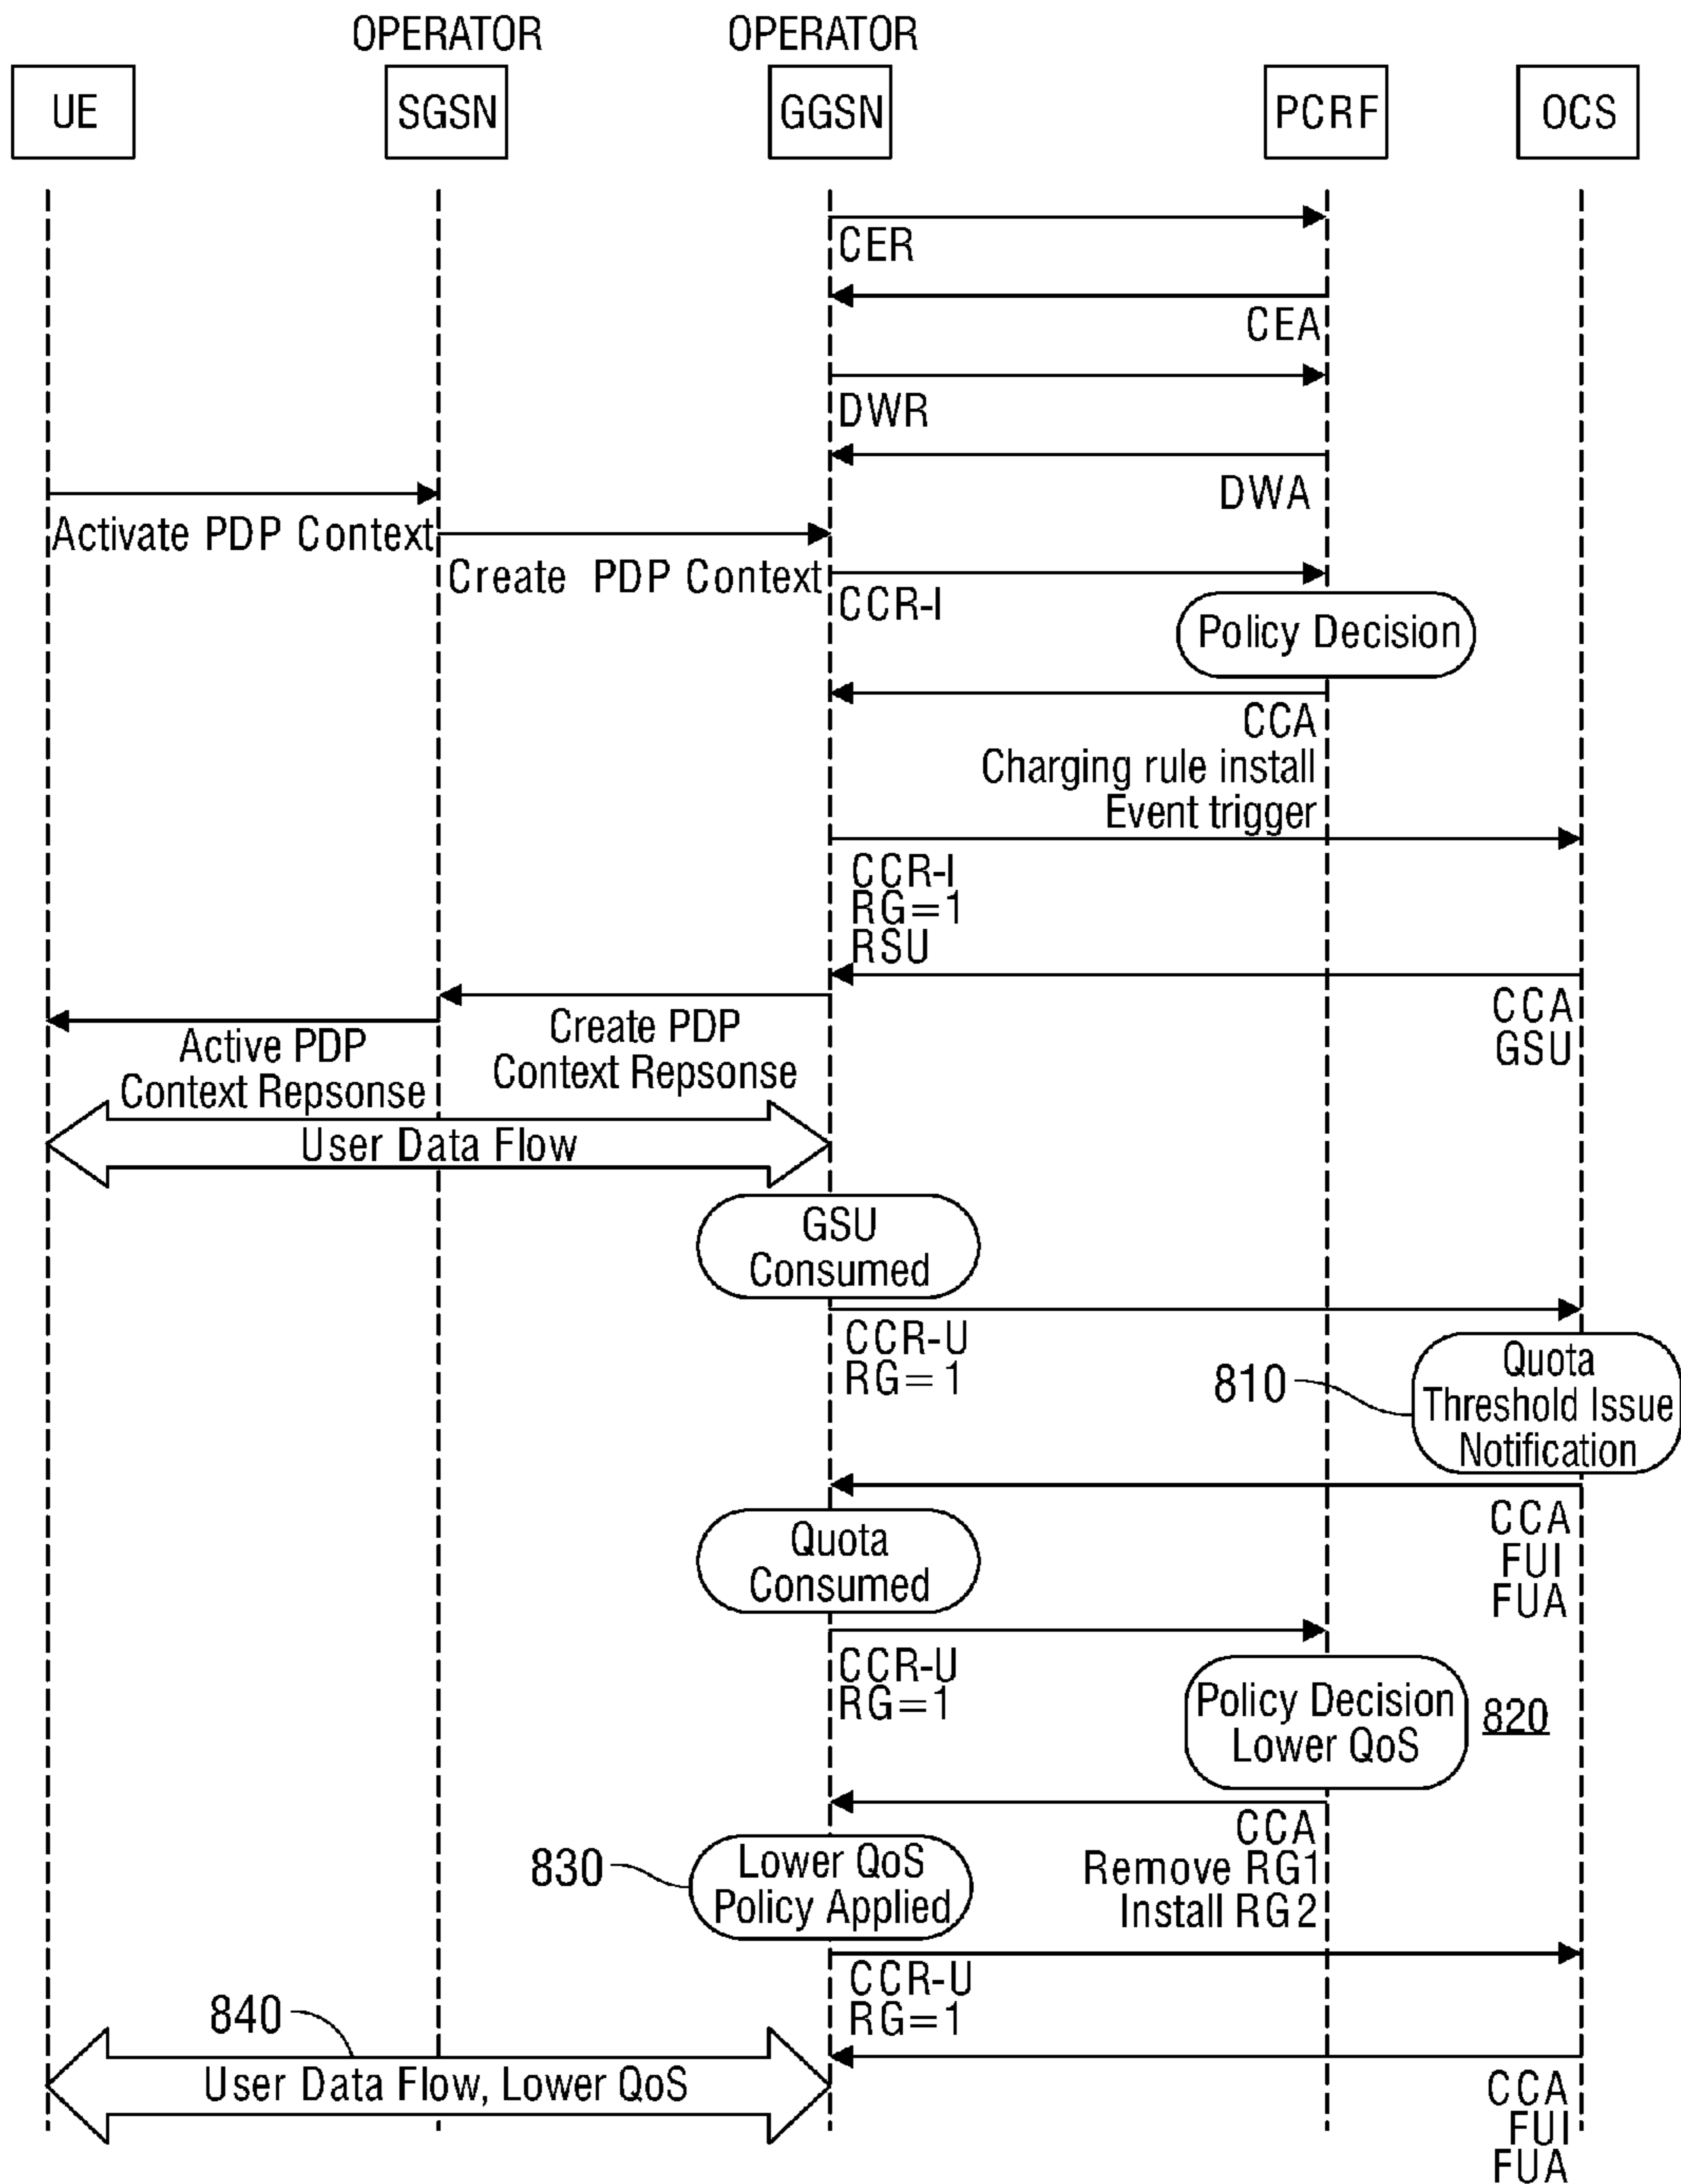 OPERATOR
OPERATOR
UE
SGSN
GGSN
PCRF
OCS
CER
CEA
DWR
DWA
Activate PDP Context
Create PDP Context
CCR-I
Policy Decision
CCA
Charging rule install
Event trigger
CCR-I
RG=1
RSU
CCA
GSU
Create PDP
Context Repsonse
Active PDP
Context Repsonse
User Data Flow
GSU
Consumed
CCR-U
RG=1
810
Quota
Threshold Issue
Notification
CCA
FUI
FUA
Quota
Consumed
CCR-U
RG=1
Policy Decision
Lower QoS
820
CCA
Remove RG1
Install RG2
830
Lower QoS
Policy Applied
CCR-U
RG=1
840
User Data Flow, Lower QoS
CCA
FUI
FUA